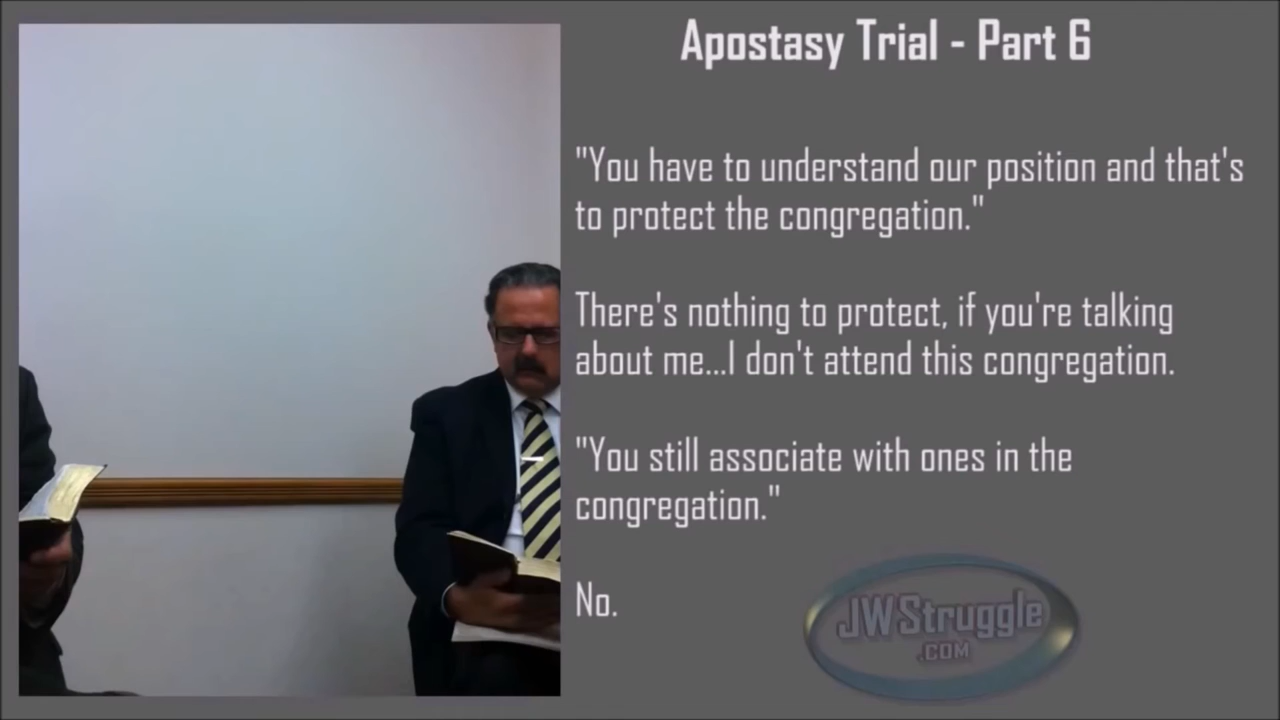 Apostasy Trial - Part 6
"You have to understand our position and that's
to protect the congregation."
There's nothing to protect, if you're talking
about me...I don't attend this congregation.
"You still associate with ones in the
congregation."
No.
JWStruggle
.COM